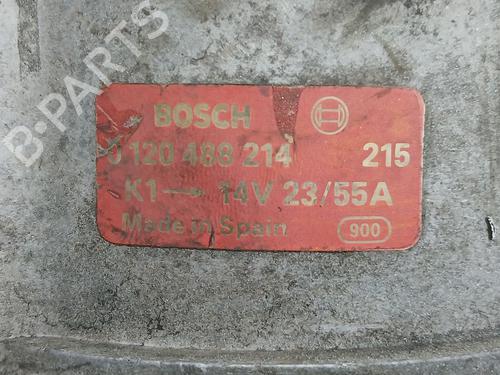 B-PARTS
BOSCH
0 120 488 214 215
K1→ 14V 23/55A
Made in Spain 900